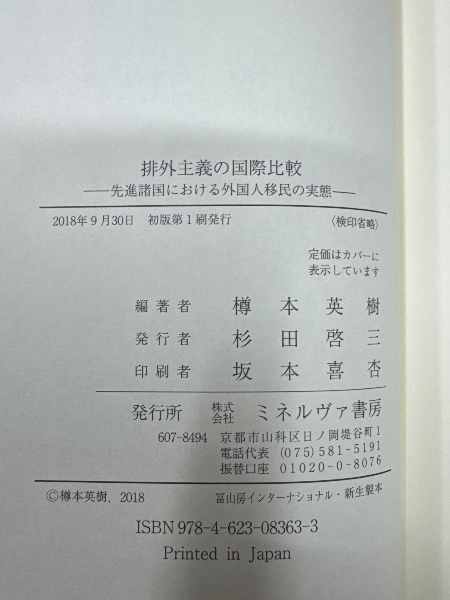 排外主義の国際比較
――先進諸国における外国人移民の実態――
2018年9月30日　初版第1刷発行　〈検印省略〉
定価はカバーに
表示しています
編著者　樽本英樹
発行者　杉田啓三
印刷者　坂本喜杏
発行所　株式会社　ミネルヴァ書房
607-8494　京都市山科区日ノ岡堤谷町1
電話代表　(075)581-5191
振替口座　01020-0-8076
©樽本英樹, 2018　冨山房インターナショナル・新生製本
ISBN 978-4-623-08363-3
Printed in Japan